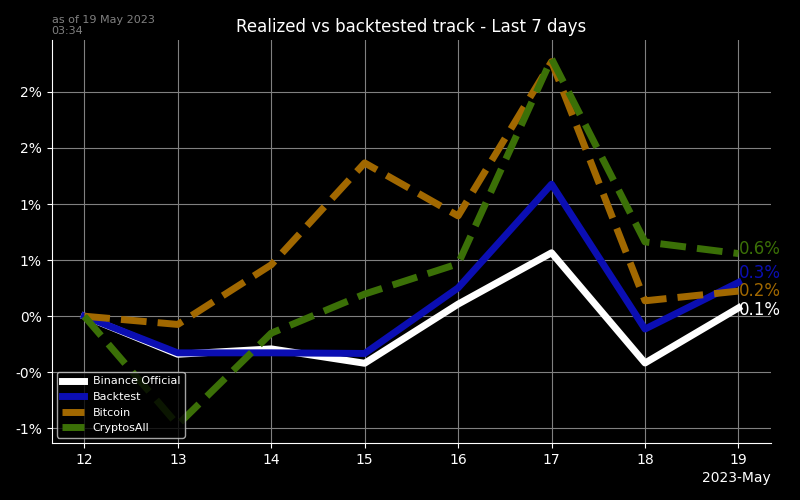 as of 19 May 2023
03:34
Realized vs backtested track - Last 7 days
2%
2%
1%
1%
0%
-0%
-1%
0.6%
0.3%
0.2%
0.1%
Binance Official
Backtest
Bitcoin
CryptosAll
12 13 14 15 16 17 18 19
2023-May